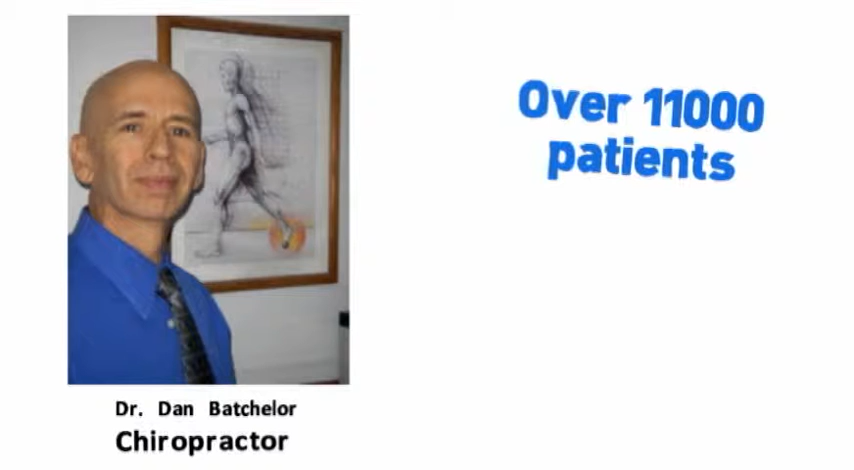 Over 11000
patients
Dr. Dan Batchelor
Chiropractor